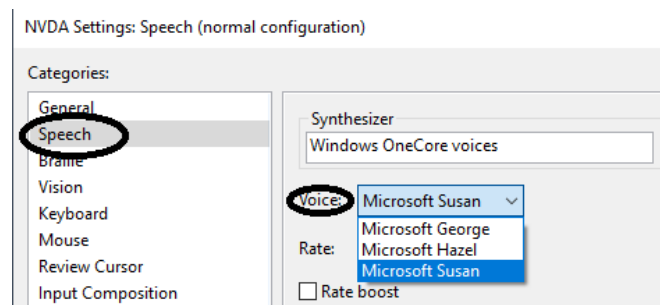 NVDA Settings: Speech (normal configuration)
Categories:
General
Speech
Braille
Vision
Keyboard
Mouse
Review Cursor
Input Composition
Synthesizer
Windows OneCore voices
Voice: Microsoft Susan
Microsoft George
Microsoft Hazel
Microsoft Susan
Rate:
Rate boost